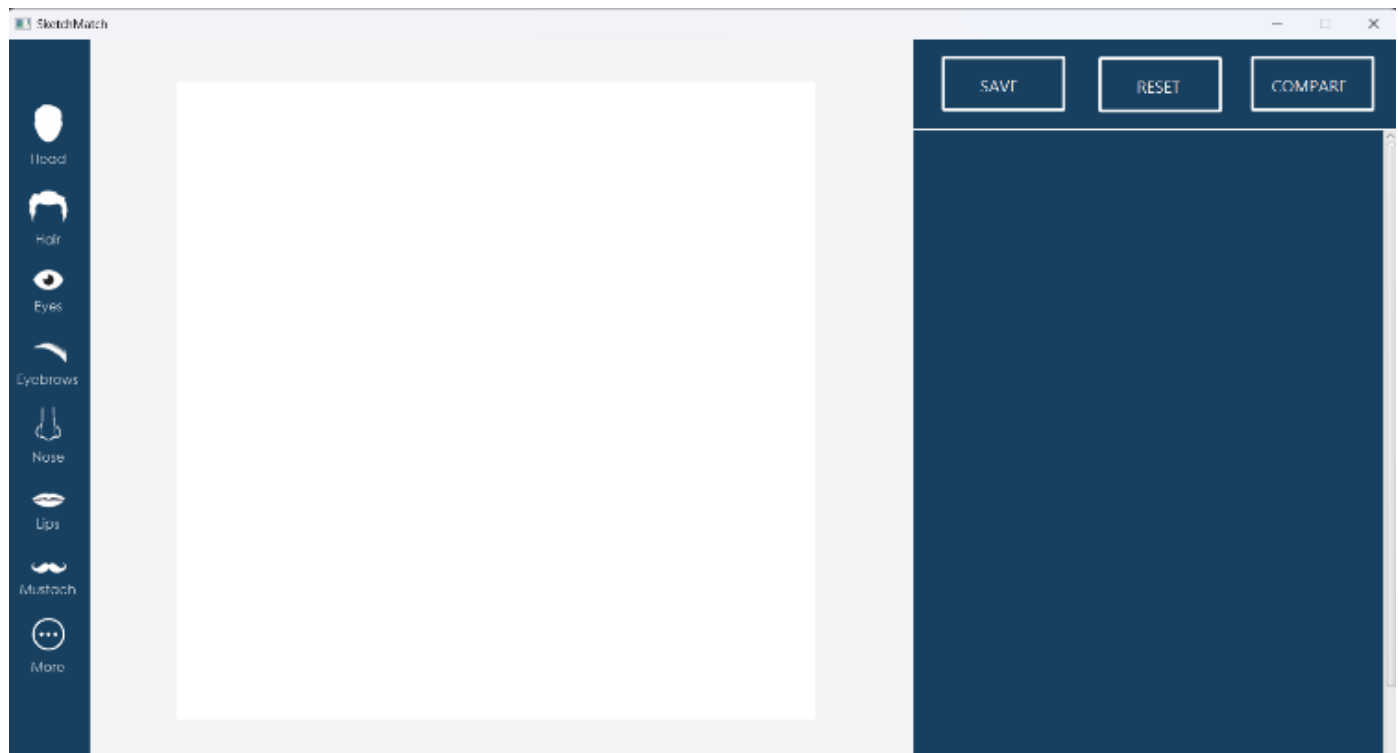 SketchMatch
SAVE
RESET
COMPARE
Head
Hair
Eyes
Eyebrows
Nose
Lips
Mustach
More